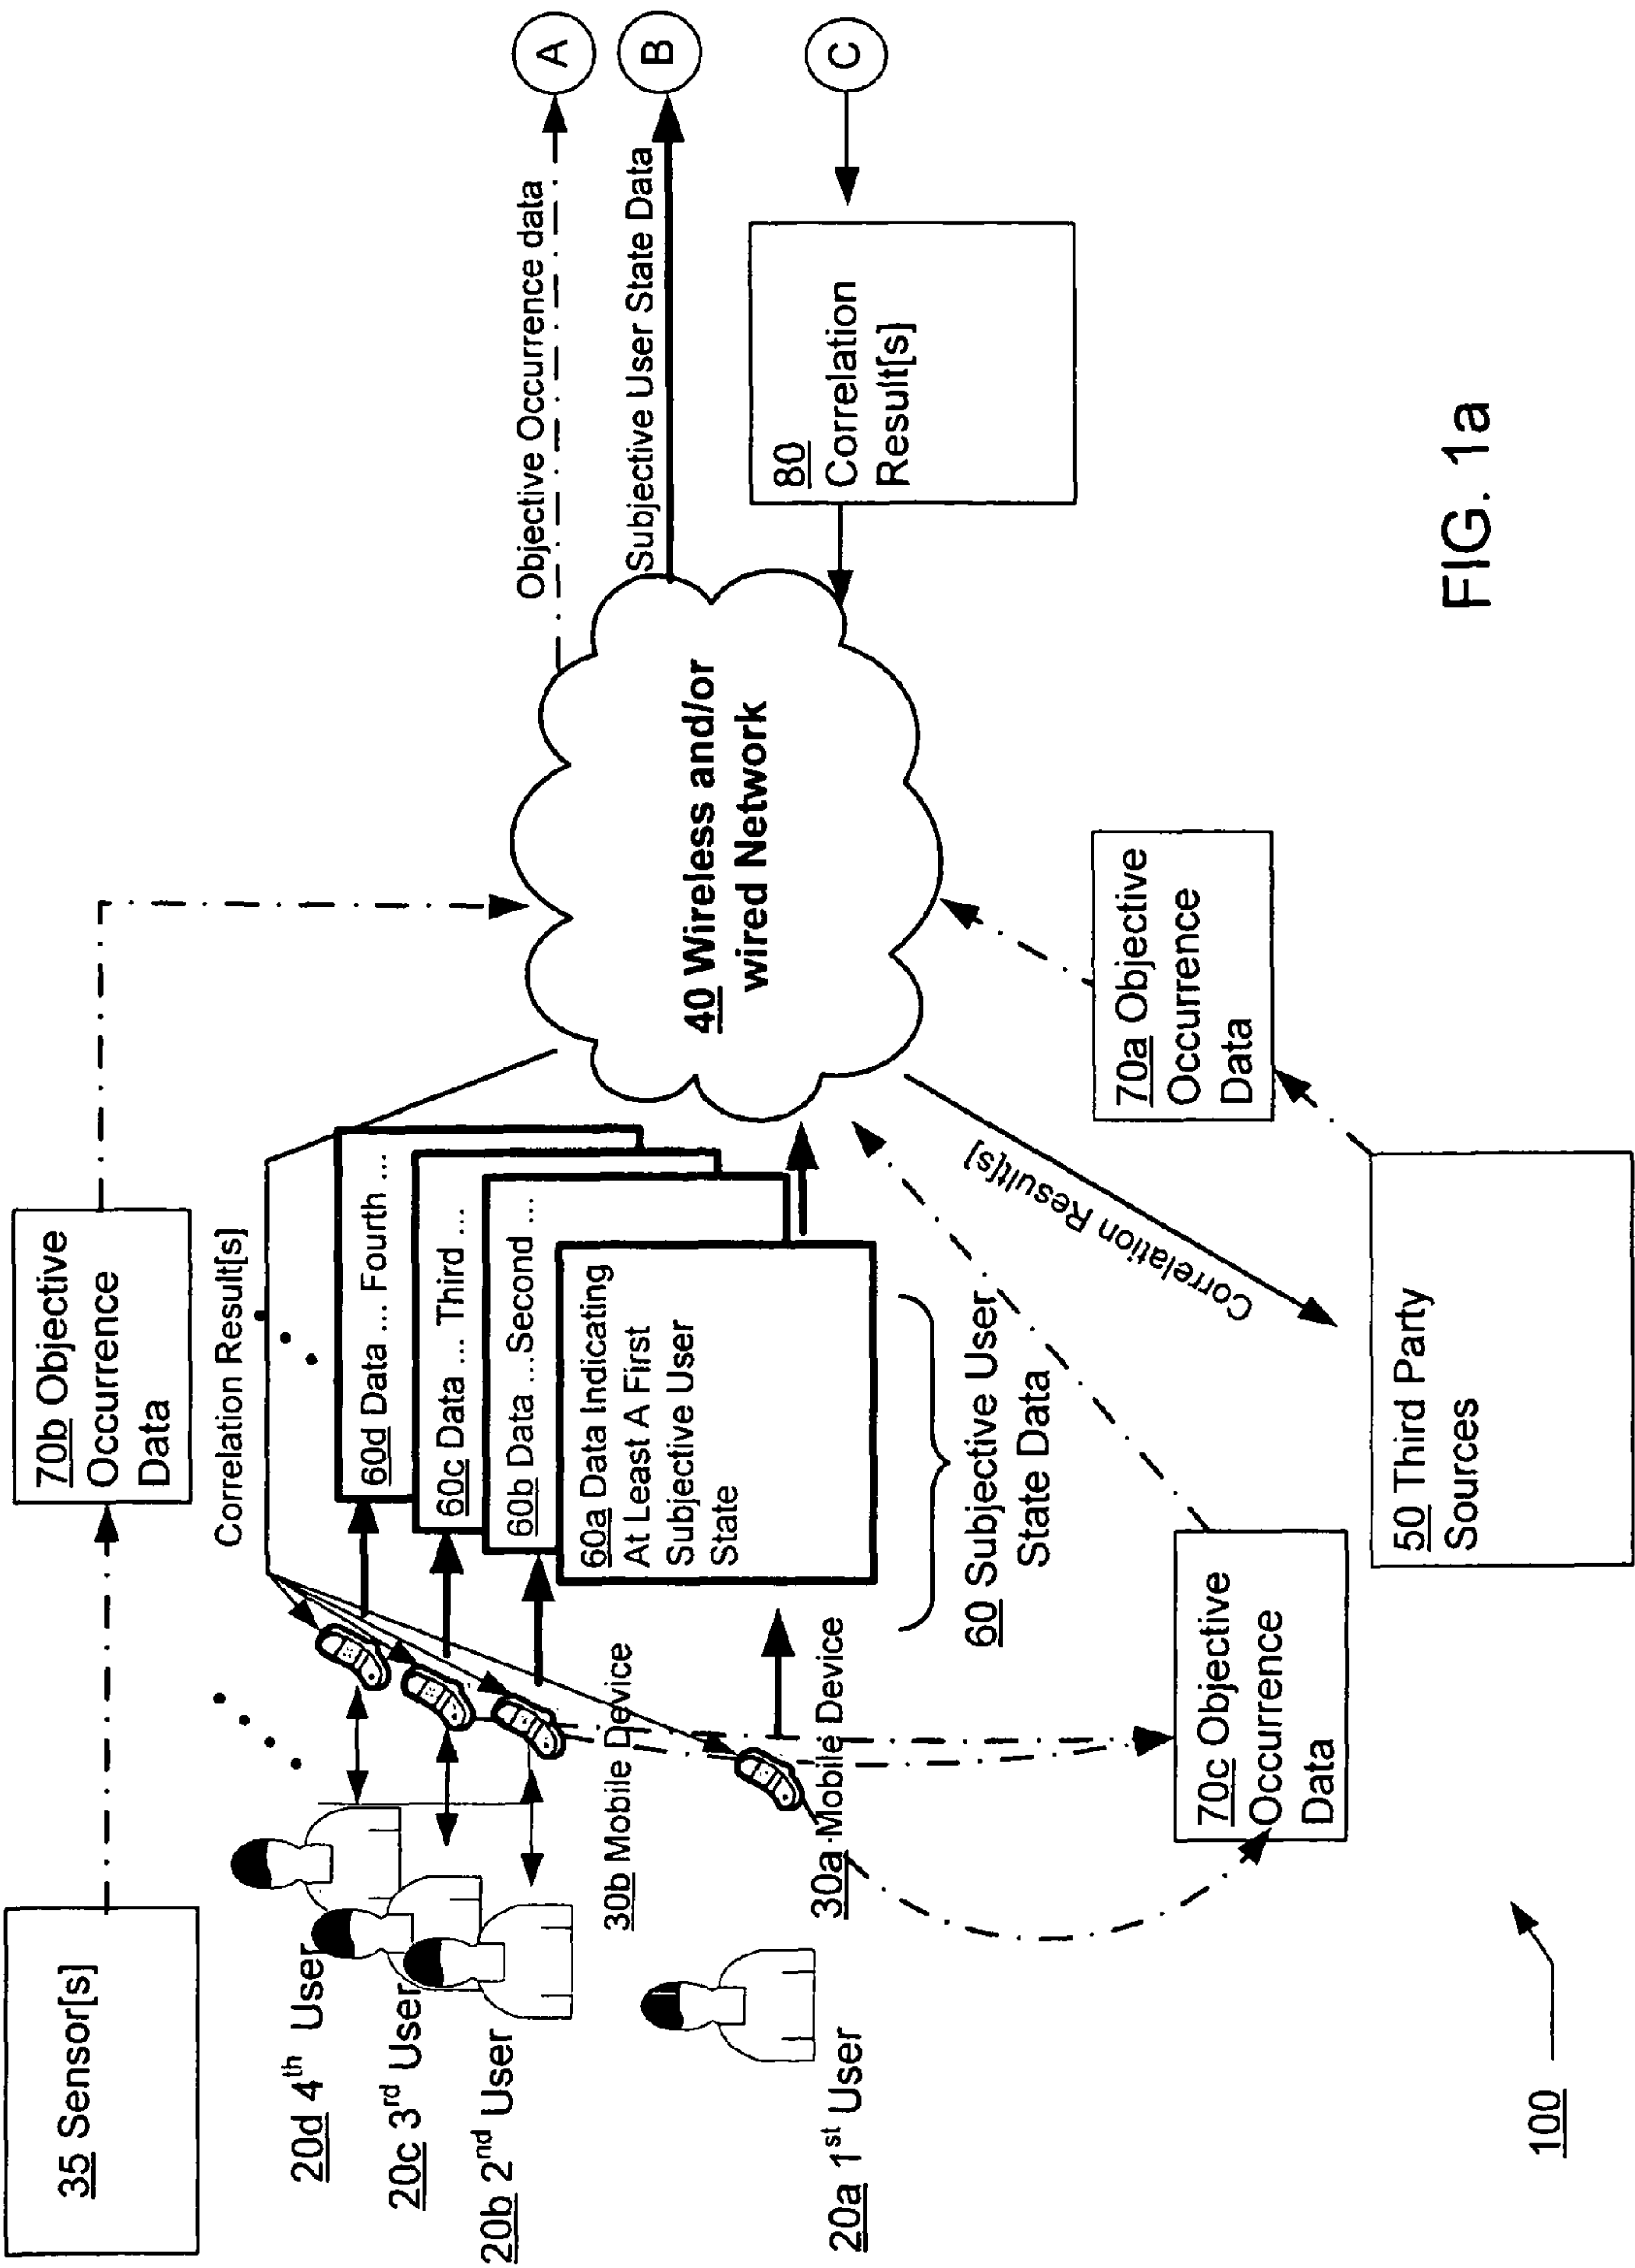 35 Sensor[s]
70b Objective
Occurrence
Data
20d 4th User
20c 3rd User
20b 2nd User
20a 1st User
30b Mobile Device
30a Mobile Device
Correlation Result[s]
60d Data ... Fourth ...
60c Data ... Third ...
60b Data ...Second ...
60a Data Indicating
At Least A First
Subjective User
State
60 Subjective User
State Data
70c Objective
Occurrence
Data
50 Third Party
Sources
Correlation Result[s]
70a Objective
Occurrence
Data
40 Wireless and/or
wired Network
Objective Occurrence data
A
Subjective User State Data
B
C
80
Correlation
Result[s]
100
FIG. 1a